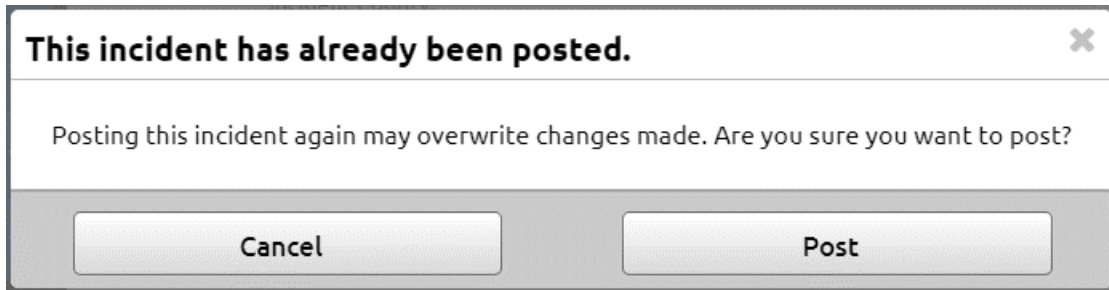 This incident has already been posted.
Posting this incident again may overwrite changes made. Are you sure you want to post?
Cancel
Post